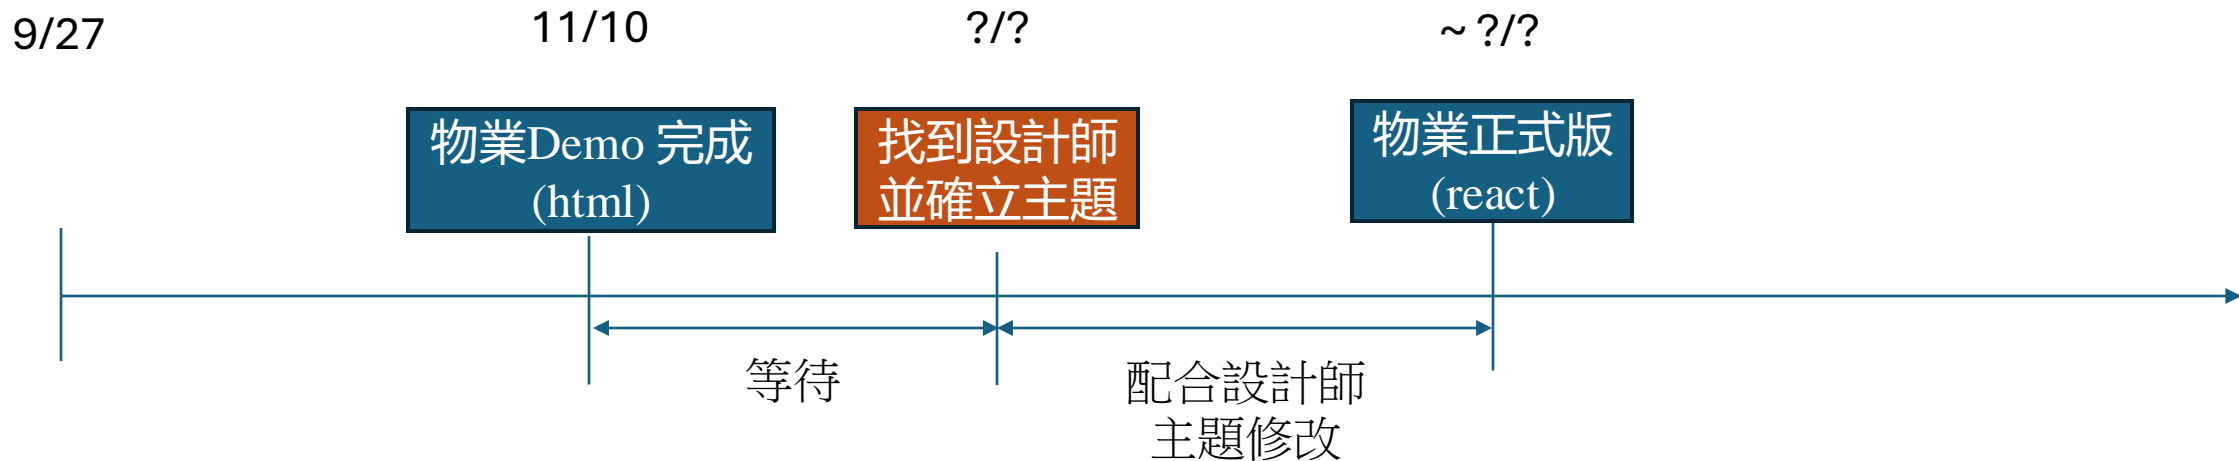 9/27
11/10
?/?
~ ?/?
物業Demo 完成
(html)
找到設計師
並確立主題
物業正式版
(react)
等待
配合設計師
主題修改